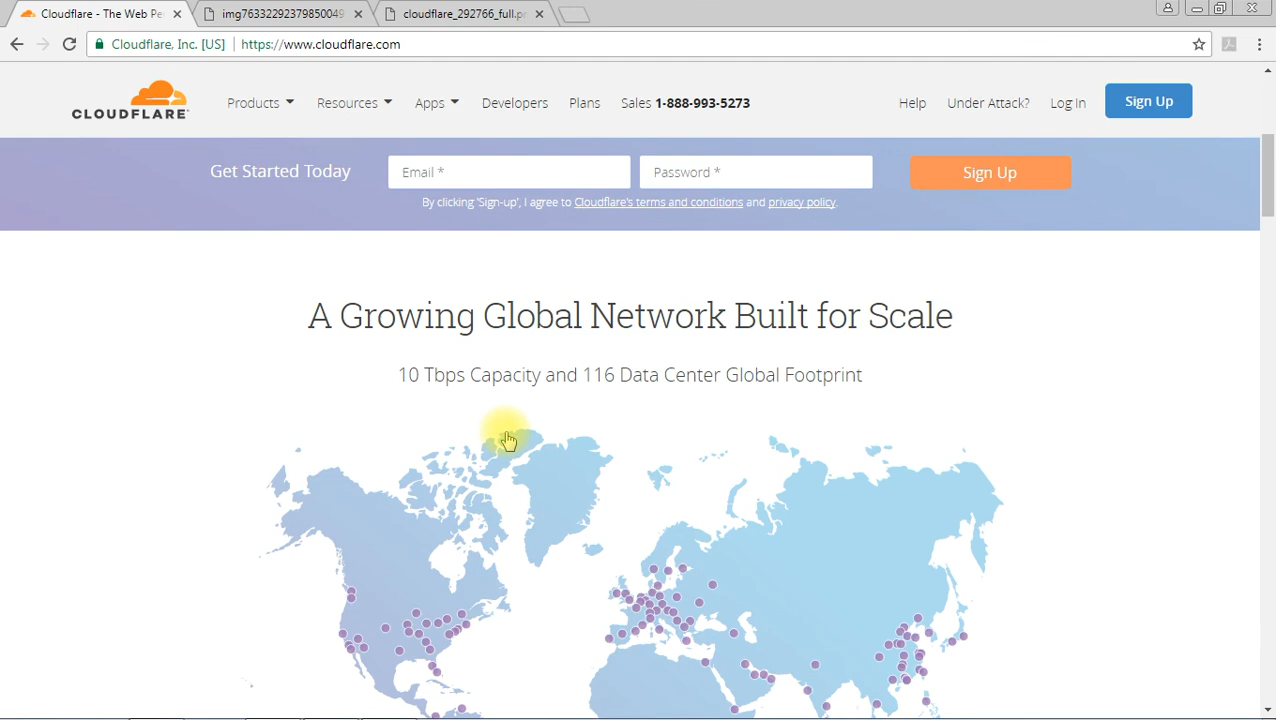 Cloudflare - The Web Pe
img76332292379850049
cloudflare_292766_full.pr
Cloudflare, Inc. [US]
https://www.cloudflare.com
CLOUDFLARE
Products
Resources
Apps
Developers
Plans
Sales 1-888-993-5273
Help
Under Attack?
Log In
Sign Up
Get Started Today
Email *
Password *
Sign Up
By clicking 'Sign-up', I agree to Cloudflare's terms and conditions and privacy policy.
A Growing Global Network Built for Scale
10 Tbps Capacity and 116 Data Center Global Footprint